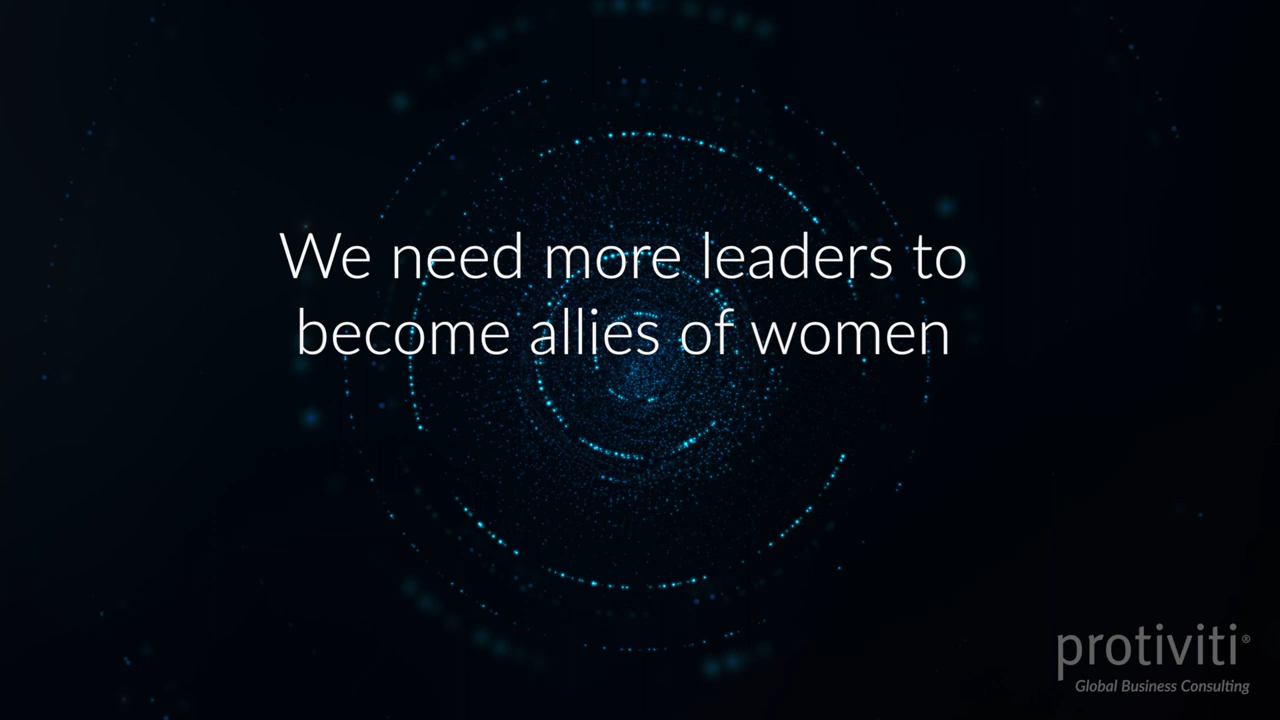 We need more leaders to
become allies of women
protiviti®
Global Business Consulting